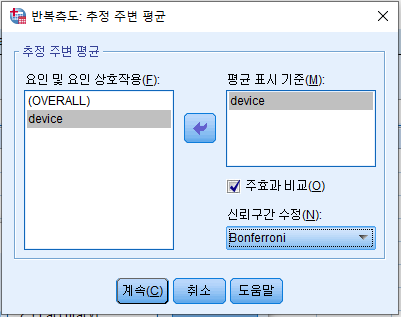 반복측도: 추정 주변 평균
추정 주변 평균
요인 및 요인 상호작용(F):
(OVERALL)
device
평균 표시 기준(M):
device
주효과 비교(O)
신뢰구간 수정(N):
Bonferroni
계속(C)
취소
도움말